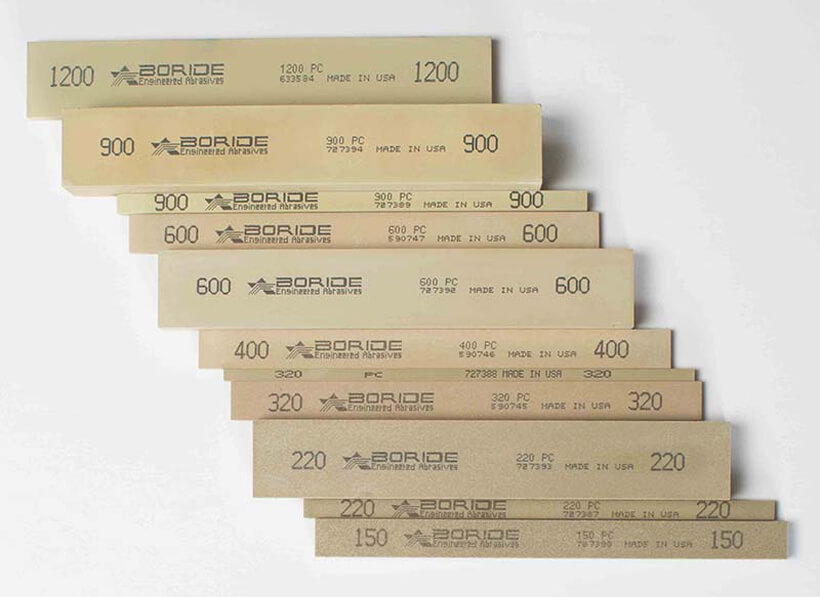 1200 BORIDE 1200 PC 1200
Engineered Abrasives 633584 MADE IN USA
900 BORIDE 900 PC 900
Engineered Abrasives 727394 MADE IN USA
900 BORIDE 900 PC 900
Engineered Abrasives 727389 MADE IN USA
600 BORIDE 600 PC 600
Engineered Abrasives 590747 MADE IN USA
600 BORIDE 600 PC 600
Engineered Abrasives 727392 MADE IN USA
400 BORIDE 400 PC 400
Engineered Abrasives 590746 MADE IN USA
320 PC 727388 MADE IN USA 320
320 BORIDE 320 PC 320
Engineered Abrasives 590745 MADE IN USA
220 BORIDE 220 PC 220
Engineered Abrasives 727393 MADE IN USA
220 BORIDE 220 PC 220
Engineered Abrasives 727387 MADE IN USA
150 BORIDE 150 PC 150
Engineered Abrasives MADE IN USA